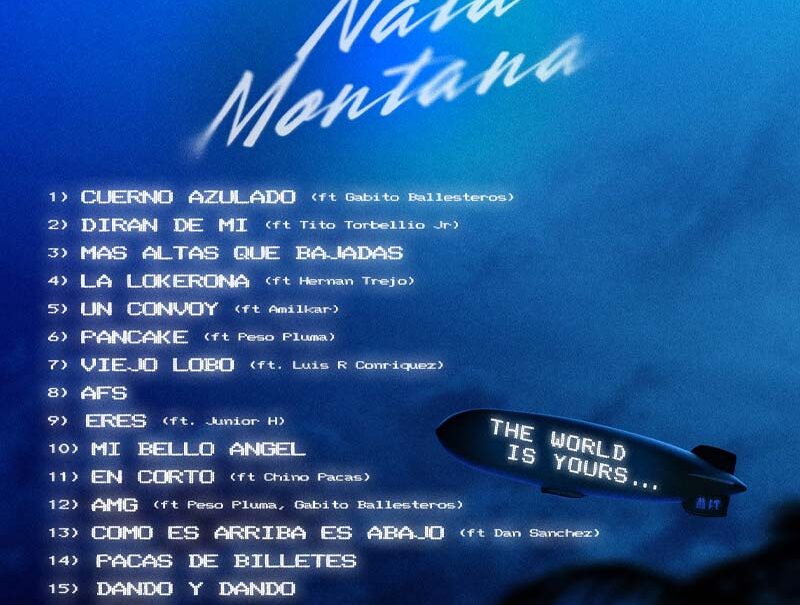 Nata
Montana
1) CUERNO AZULADO (ft Gabito Ballesteros)
2) DIRAN DE MI (ft Tito Torbellio Jr)
3) MAS ALTAS QUE BAJADAS
4) LA LOKERONA (ft Hernan Trejo)
5) UN CONVOY (ft Amilkar)
6) PANCAKE (ft Peso Pluma)
7) VIEJO LOBO (ft. Luis R Conriquez)
8) AFS
9) ERES (ft. Junior H)
10) MI BELLO ANGEL
11) EN CORTO (ft Chino Pacas)
12) AMG (ft Peso Pluma, Gabito Ballesteros)
13) COMO ES ARRIBA ES ABAJO (ft Dan Sanchez)
14) PACAS DE BILLETES
15) DANDO Y DANDO
THE WORLD
IS YOURS...